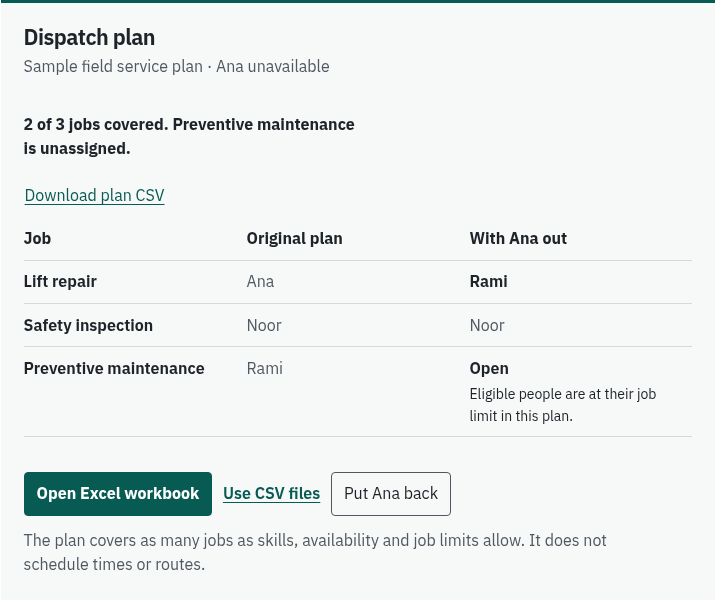 Dispatch plan
Sample field service plan · Ana unavailable
2 of 3 jobs covered. Preventive maintenance
is unassigned.
Download plan CSV
Job Original plan With Ana out
Lift repair Ana Rami
Safety inspection Noor Noor
Preventive maintenance Rami Open
Eligible people are at their job
limit in this plan.
Open Excel workbook Use CSV files Put Ana back
The plan covers as many jobs as skills, availability and job limits allow. It does not
schedule times or routes.